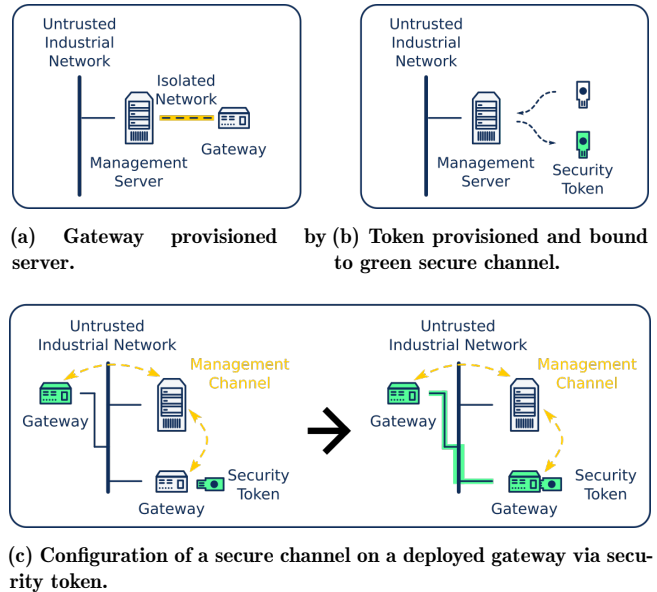 Untrusted
Industrial
Network
Isolated
Network
Gateway
Management
Server
Untrusted
Industrial
Network
Management
Server
Security
Token
(a) Gateway provisioned by
server.
(b) Token provisioned and bound
to green secure channel.
Untrusted
Industrial Network
Management
Channel
Gateway
Security
Token
Gateway
Untrusted
Industrial Network
Management
Channel
Gateway
Security
Token
Gateway
(c) Configuration of a secure channel on a deployed gateway via secu-
rity token.